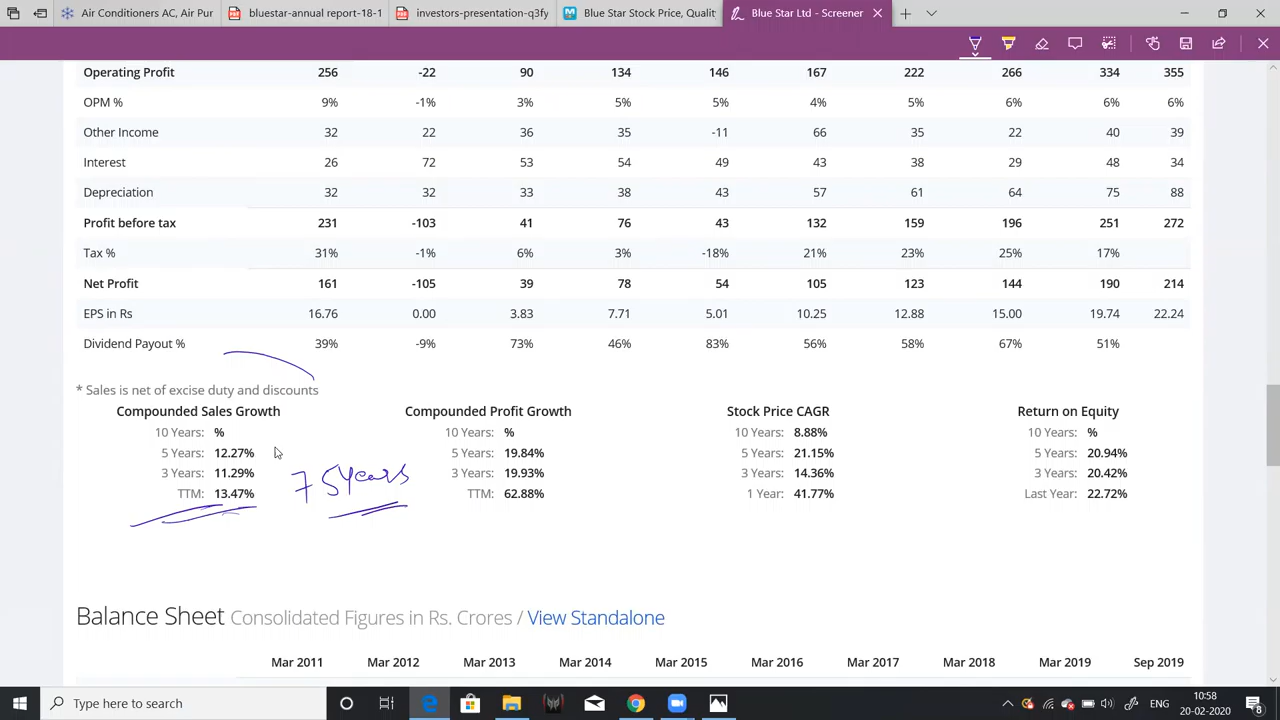 Air Conditioners AC, Air Pur bluestar-annual report-18-1 investors-presentation-q3fy Blue Star Stock Price, Quality Blue Star Ltd - Screener
Operating Profit 256 -22 90 134 146 167 222 266 334 355
OPM % 9% -1% 3% 5% 5% 4% 5% 6% 6% 6%
Other Income 32 22 36 35 -11 66 35 22 40 39
Interest 26 72 53 54 49 43 38 29 48 34
Depreciation 32 32 33 38 43 57 61 64 75 88
Profit before tax 231 -103 41 76 43 132 159 196 251 272
Tax % 31% -1% 6% 3% -18% 21% 23% 25% 17%
Net Profit 161 -105 39 78 54 105 123 144 190 214
EPS in Rs 16.76 0.00 3.83 7.71 5.01 10.25 12.88 15.00 19.74 22.24
Dividend Payout % 39% -9% 73% 46% 83% 56% 58% 67% 51%
* Sales is net of excise duty and discounts
Compounded Sales Growth Compounded Profit Growth Stock Price CAGR Return on Equity
10 Years: % 10 Years: % 10 Years: 8.88% 10 Years: %
5 Years: 12.27% 5 Years: 19.84% 5 Years: 21.15% 5 Years: 20.94%
3 Years: 11.29% 3 Years: 19.93% 3 Years: 14.36% 3 Years: 20.42%
TTM: 13.47% TTM: 62.88% 1 Year: 41.77% Last Year: 22.72%
75 Years
Balance Sheet Consolidated Figures in Rs. Crores / View Standalone
Mar 2011 Mar 2012 Mar 2013 Mar 2014 Mar 2015 Mar 2016 Mar 2017 Mar 2018 Mar 2019 Sep 2019
Type here to search ENG 10:58
20-02-2020 8